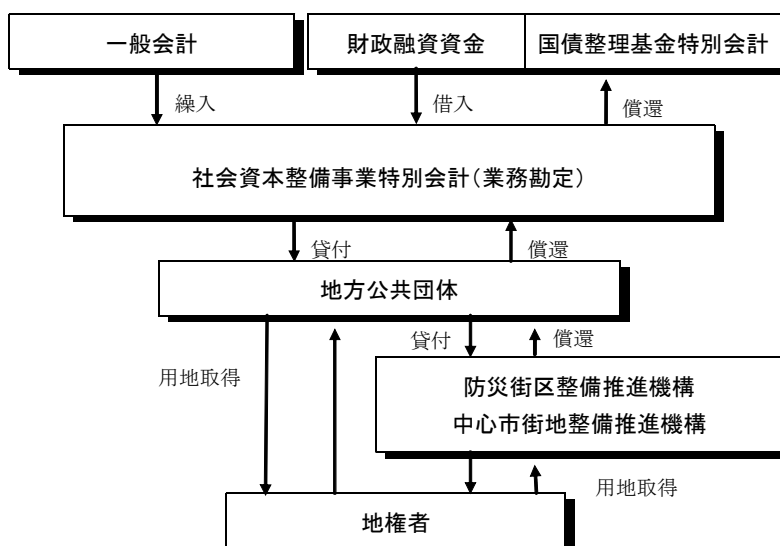 一般会計
財政融資資金
国債整理基金特別会計
繰入
借入
償還
社会資本整備事業特別会計(業務勘定)
貸付
償還
地方公共団体
貸付
償還
用地取得
防災街区整備推進機構
中心市街地整備推進機構
用地取得
地権者